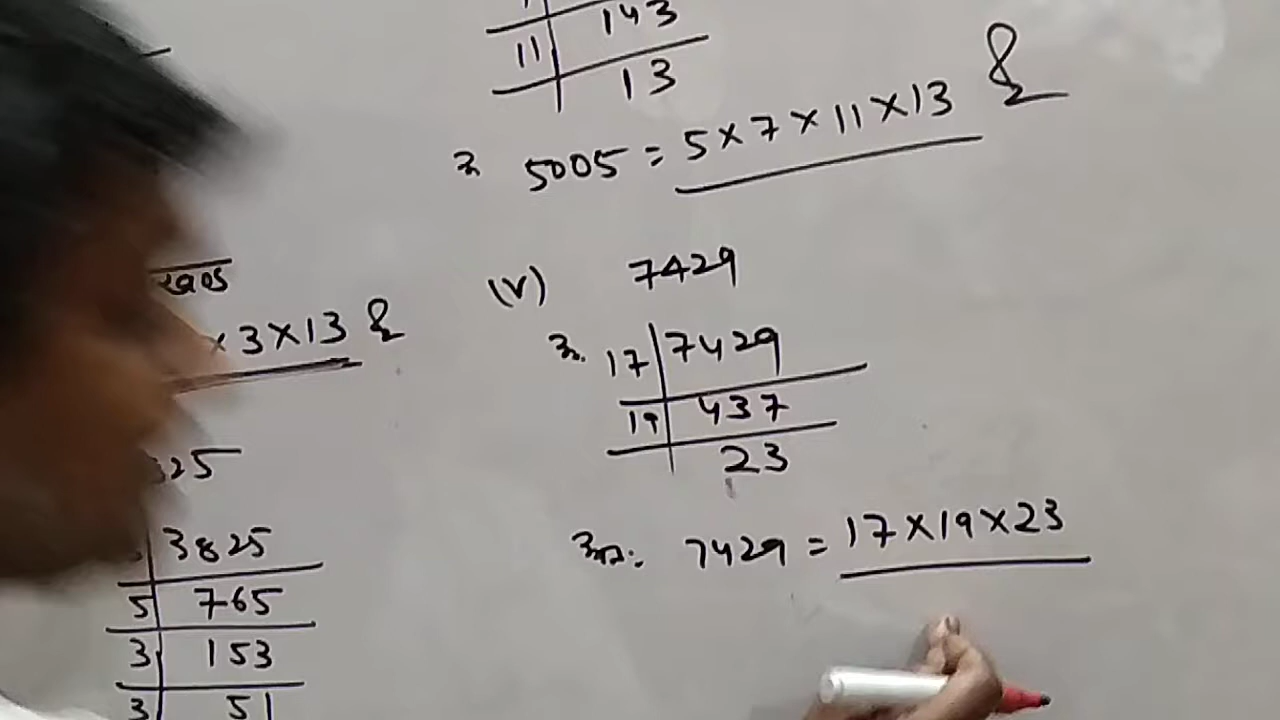 143
11 | 13
5005 = 5 × 7 × 11 × 13
(V) 7429
17 | 7429
19 | 437
23
अतः 7429 = 17 × 19 × 23
× 3 × 13
25
3825
5 | 765
3 | 153
3 | 51